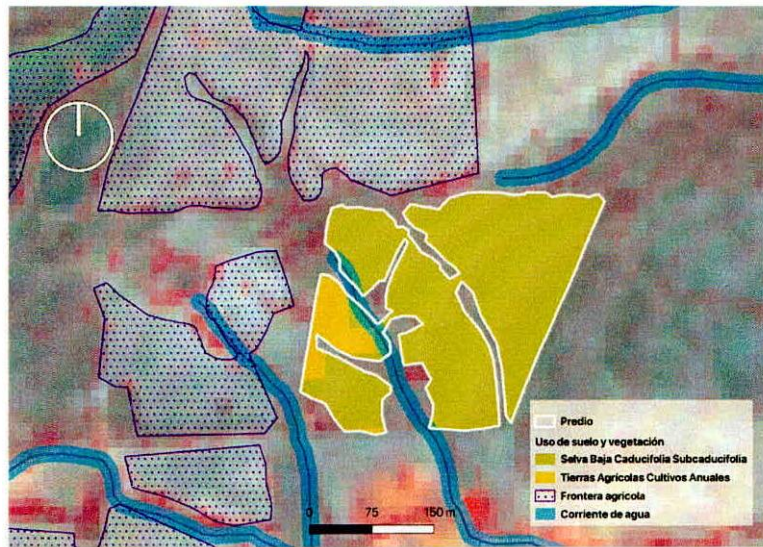 Predio
Uso de suelo y vegetación
Selva Baja Caducifolia Subcaducifolia
Tierras Agrícolas Cultivos Anuales
Frontera agrícola
Corriente de agua
0 75 150 m